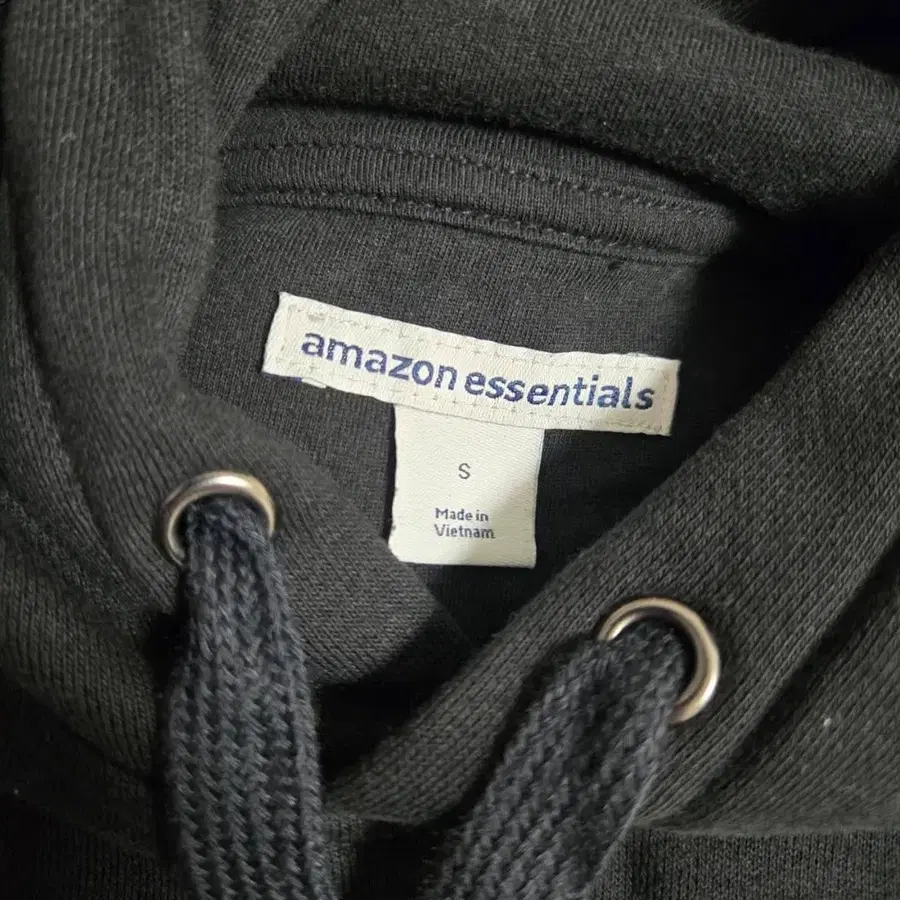 amazon essentials
S
Made in
Vietnam